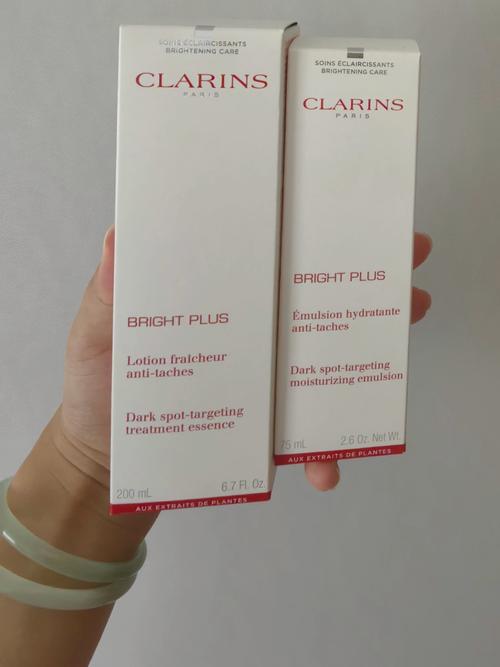 SOINS ÉCLAIRCISSANTS
BRIGHTENING CARE
CLARINS
PARIS
BRIGHT PLUS
Lotion fraîcheur
anti-taches
Dark spot-targeting
treatment essence
200 mL 6.7 Fl. Oz.
AUX EXTRAITS DE PLANTES
SOINS ÉCLAIRCISSANTS
BRIGHTENING CARE
CLARINS
PARIS
BRIGHT PLUS
Émulsion hydratante
anti-taches
Dark spot-targeting
moisturizing emulsion
75 mL 2.6 Oz. Net Wt.
AUX EXTRAITS DE PLANTES